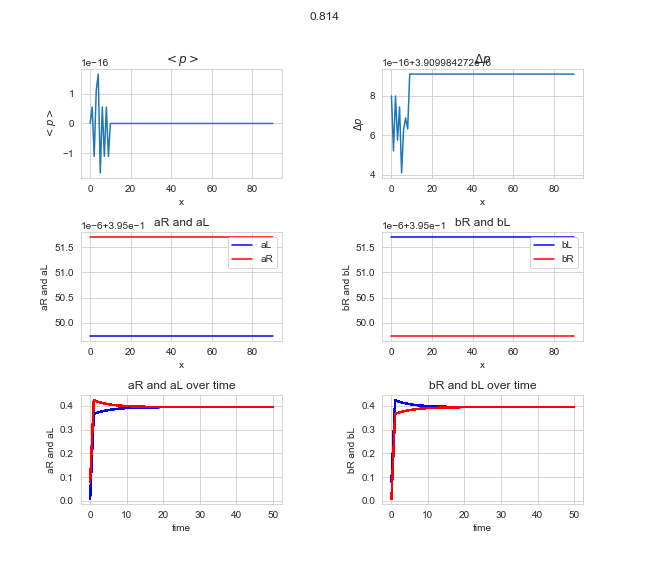 0.814
<p>
1e−16
<p>
1
0
−1
0 20 40 60 80
x
Δp
1e−16+3.909984272e−6
Δp
8
6
4
0 20 40 60 80
x
aR and aL
1e−6+3.95e−1
aR and aL
51.5
51.0
50.5
50.0
aL
aR
0 20 40 60 80
x
bR and bL
1e−6+3.95e−1
bR and bL
51.5
51.0
50.5
50.0
bL
bR
0 20 40 60 80
x
aR and aL over time
aR and aL
0.4
0.3
0.2
0.1
0.0
0 10 20 30 40 50
time
bR and bL over time
bR and bL
0.4
0.3
0.2
0.1
0.0
0 10 20 30 40 50
time